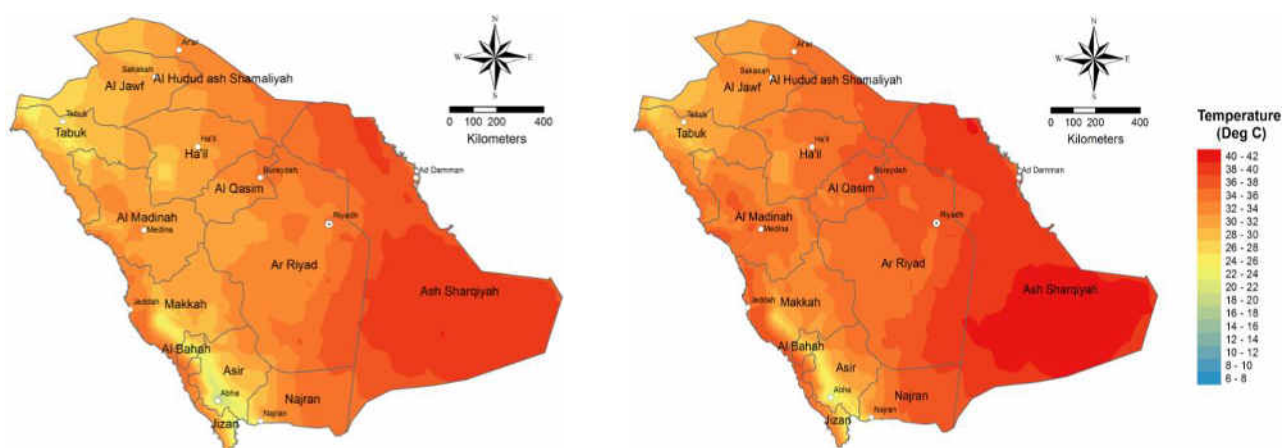 N
W E
S
0 100 200 400
Kilometers
Ar'ar
Sakakah
Al Hudud ash Shamaliyah
Al Jawf
Tabuk
Tabuk
Ha'il
Ha'il
Buraydah
Al Qasim
Ad Damman
Al Madinah
Medina
Riyadh
Ar Riyad
Ash Sharqiyah
Jeddah
Makkah
Al Bahah
Asir
Abha
Najran
Najran
Jizan
N
W E
S
0 100 200 400
Kilometers
Ar'ar
Sakakah
Al Hudud ash Shamaliyah
Al Jawf
Tabuk
Tabuk
Ha'il
Ha'il
Buraydah
Al Qasim
Ad Damman
Al Madinah
Medina
Riyadh
Ar Riyad
Ash Sharqiyah
Jeddah
Makkah
Al Bahah
Asir
Abha
Najran
Najran
Jizan
Temperature
(Deg C)
40 - 42
38 - 40
36 - 38
34 - 36
32 - 34
30 - 32
28 - 30
26 - 28
24 - 26
22 - 24
20 - 22
18 - 20
16 - 18
14 - 16
12 - 14
10 - 12
8 - 10
6 - 8